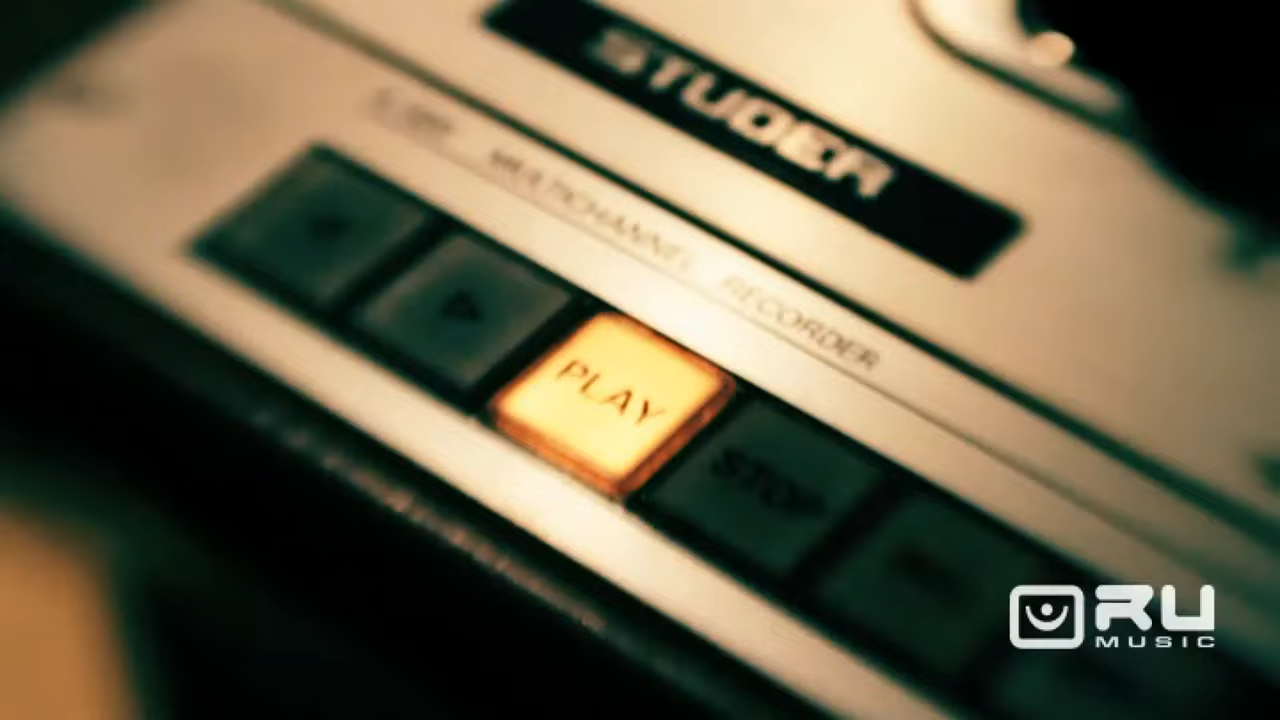 STUDER
MULTICHANNEL RECORDER
PLAY
STOP
RU
MUSIC